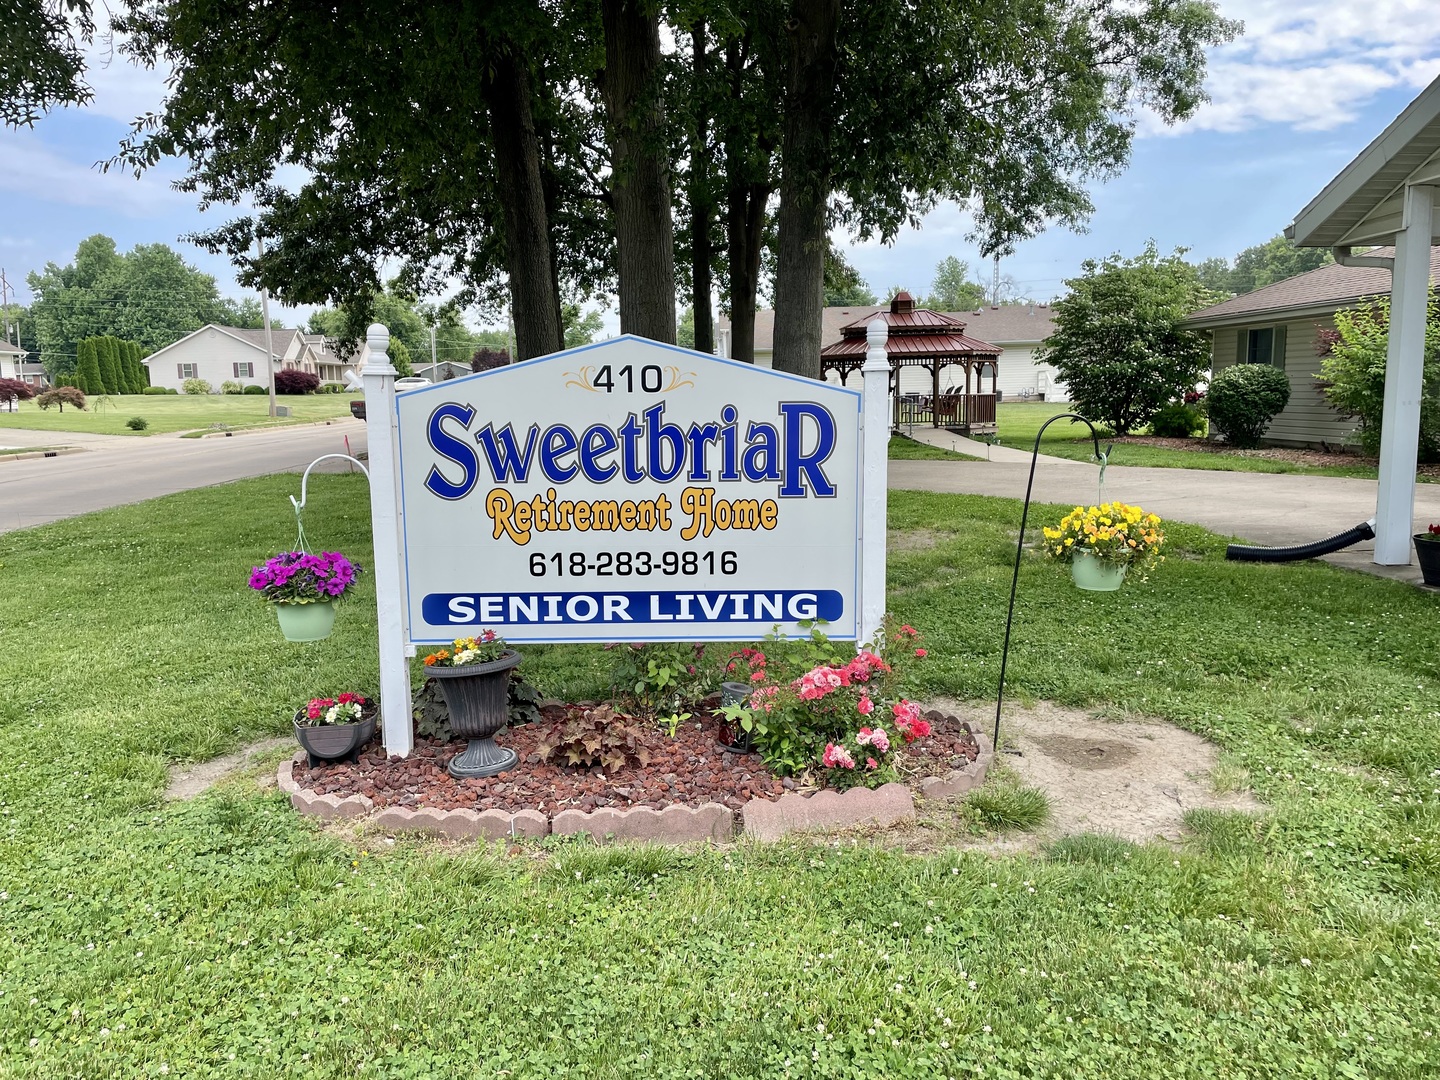 410
SweetbriaR
Retirement Home
618-283-9816
SENIOR LIVING